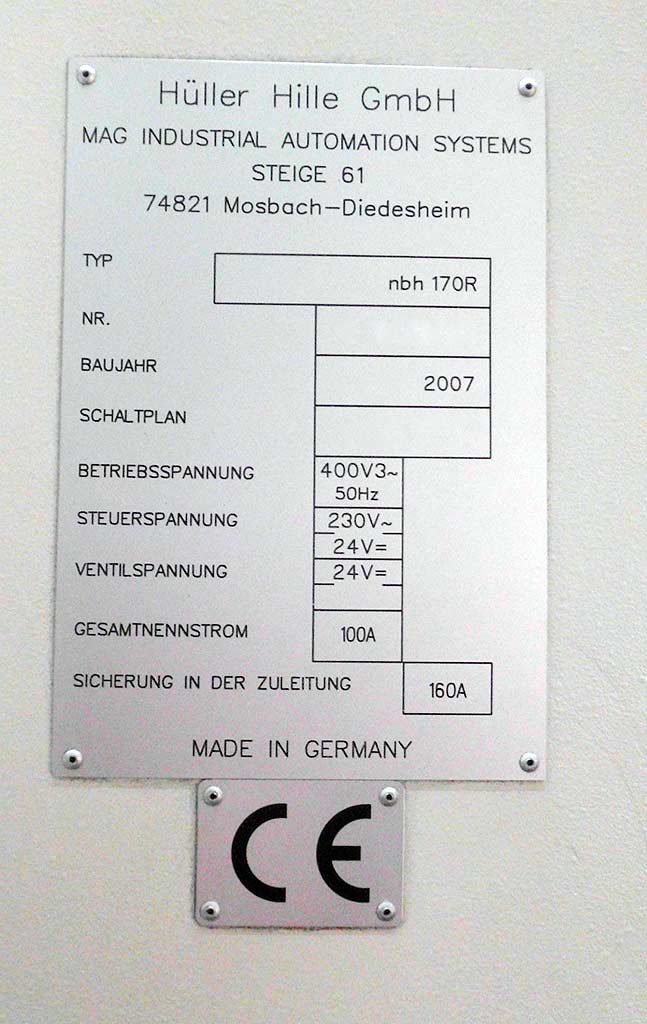 Hüller Hille GmbH
MAG INDUSTRIAL AUTOMATION SYSTEMS
STEIGE 61
74821 Mosbach-Diedesheim
TYP nbh 170R
NR.
BAUJAHR 2007
SCHALTPLAN
BETRIEBSSPANNUNG 400V3~
50Hz
STEUERSPANNUNG 230V~
24V=
VENTILSPANNUNG 24V=
GESAMTNENNSTROM 100A
SICHERUNG IN DER ZULEITUNG 160A
MADE IN GERMANY
CE